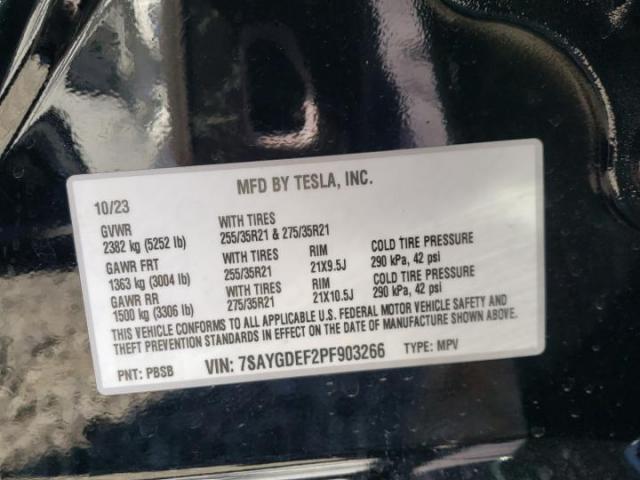 MFD BY TESLA, INC.
10/23
GVWR WITH TIRES
2382 kg (5252 lb) 255/35R21 & 275/35R21
GAWR FRT WITH TIRES RIM COLD TIRE PRESSURE
1363 kg (3004 lb) 255/35R21 21X9.5J 290 kPa, 42 psi
GAWR RR WITH TIRES RIM COLD TIRE PRESSURE
1500 kg (3306 lb) 275/35R21 21X10.5J 290 kPa, 42 psi
THIS VEHICLE CONFORMS TO ALL APPLICABLE U.S. FEDERAL MOTOR VEHICLE SAFETY AND
THEFT PREVENTION STANDARDS IN EFFECT ON THE DATE OF MANUFACTURE SHOWN ABOVE.
PNT: PBSB VIN: 7SAYGDEF2PF903266 TYPE: MPV